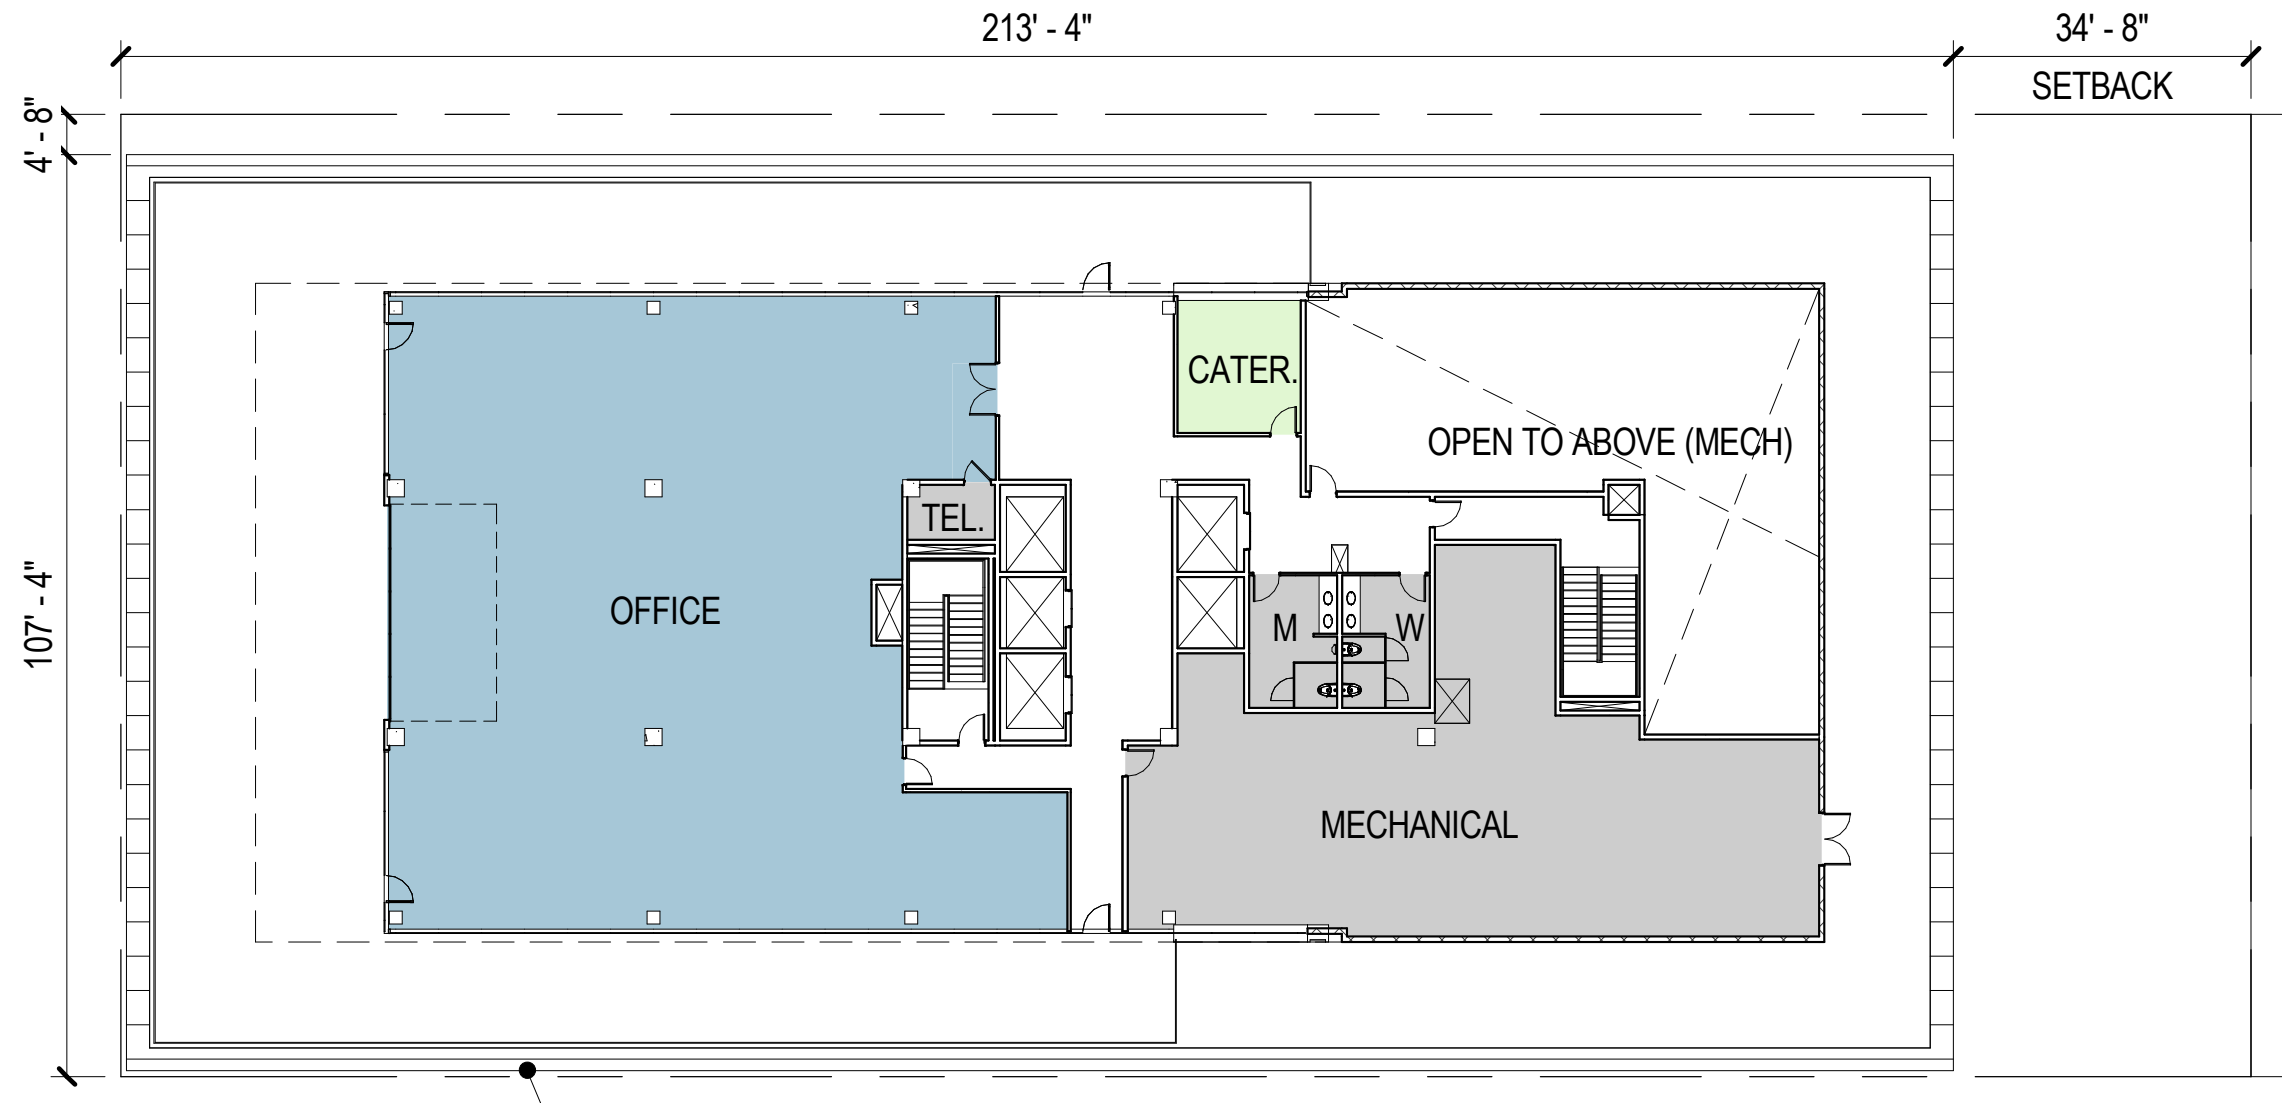 213' - 4"
34' - 8"
SETBACK
4' - 8"
CATER.
OPEN TO ABOVE (MECH)
TEL.
107' - 4"
OFFICE
M
W
MECHANICAL